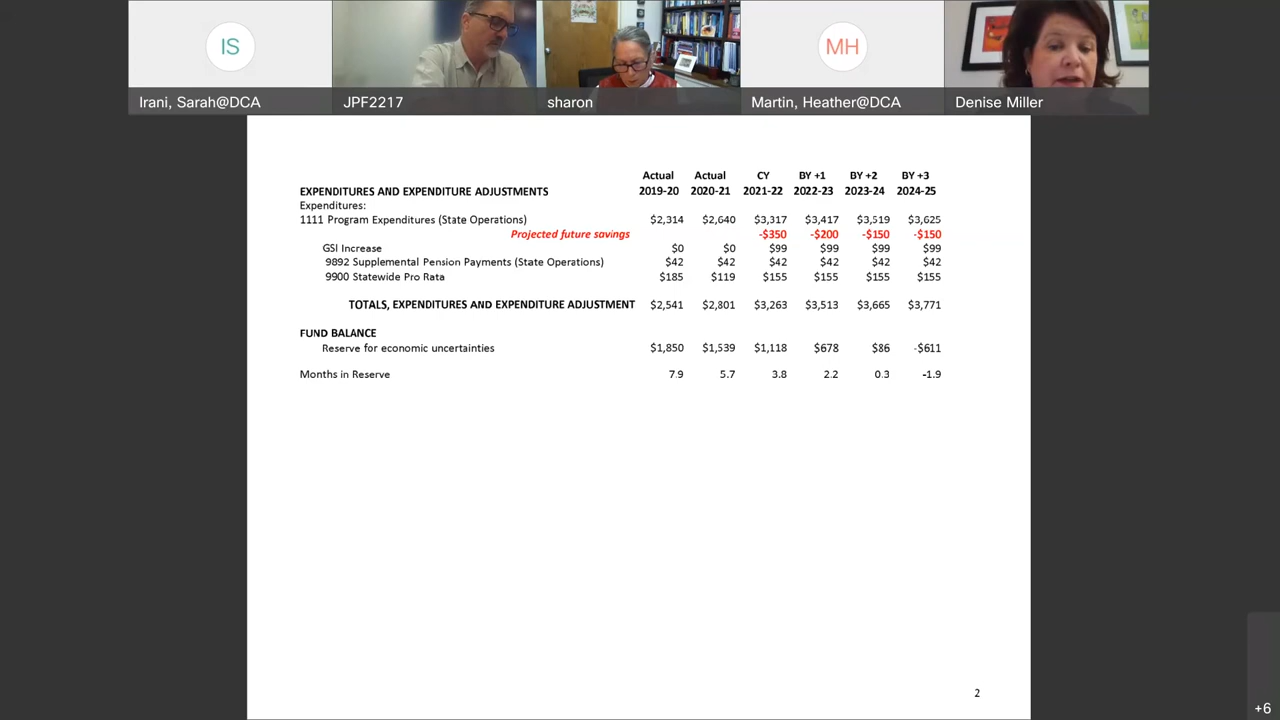 IS
MH
Irani, Sarah@DCA
JPF2217
sharon
Martin, Heather@DCA
Denise Miller
Actual Actual CY BY +1 BY +2 BY +3
EXPENDITURES AND EXPENDITURE ADJUSTMENTS 2019-20 2020-21 2021-22 2022-23 2023-24 2024-25
Expenditures:
1111 Program Expenditures (State Operations) $2,314 $2,640 $3,317 $3,417 $3,519 $3,625
Projected future savings -$350 -$200 -$150 -$150
GSI Increase $0 $0 $99 $99 $99 $99
9892 Supplemental Pension Payments (State Operations) $42 $42 $42 $42 $42 $42
9900 Statewide Pro Rata $185 $119 $155 $155 $155 $155
TOTALS, EXPENDITURES AND EXPENDITURE ADJUSTMENT $2,541 $2,801 $3,263 $3,513 $3,665 $3,771
FUND BALANCE
Reserve for economic uncertainties $1,850 $1,539 $1,118 $678 $86 -$611
Months in Reserve 7.9 5.7 3.8 2.2 0.3 -1.9
2
+6